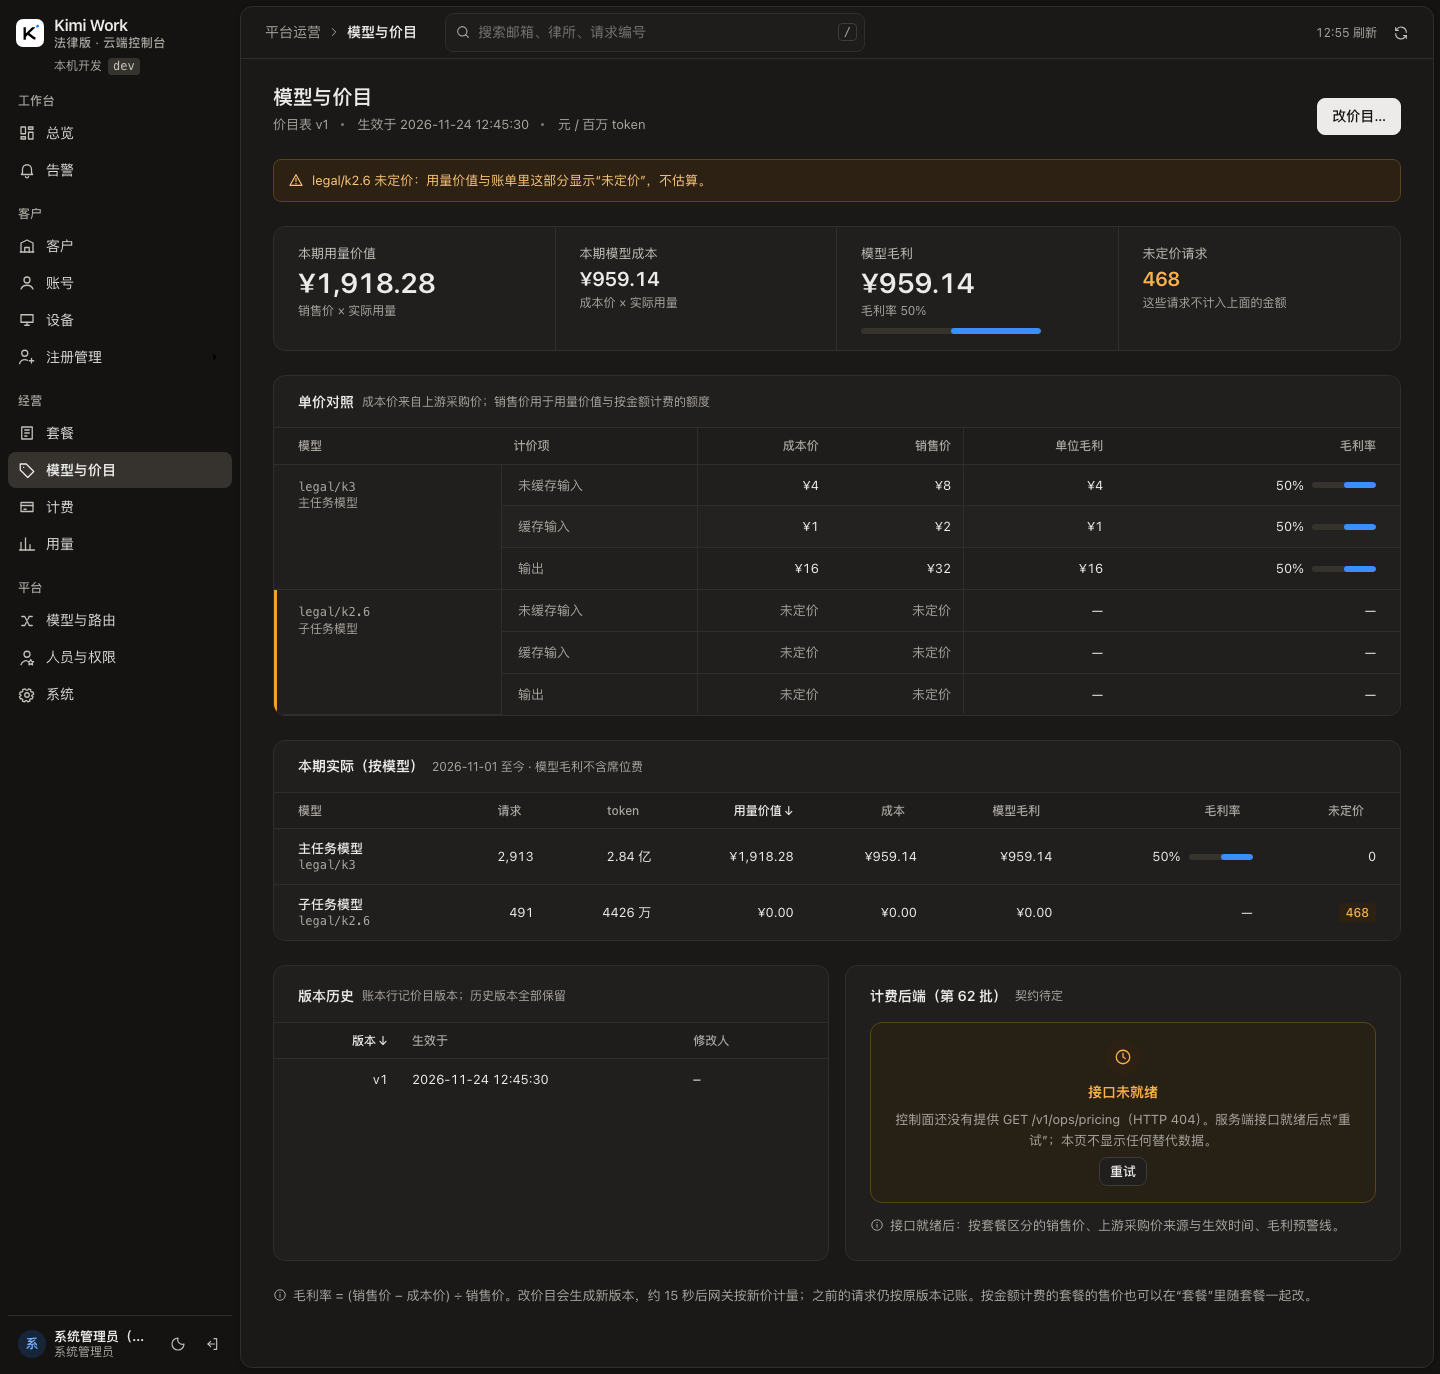 Kimi Work
法律版 · 云端控制台
本机开发 dev
工作台
总览
告警
客户
客户
账号
设备
注册管理
经营
套餐
模型与价目
计费
用量
平台
模型与路由
人员与权限
系统
系
系统管理员（...
系统管理员
平台运营 > 模型与价目
搜索邮箱、律所、请求编号 /
12:55 刷新
模型与价目
价目表 v1 • 生效于 2026-11-24 12:45:30 • 元 / 百万 token
改价目...
legal/k2.6 未定价：用量价值与账单里这部分显示“未定价”，不估算。
本期用量价值
¥1,918.28
销售价 × 实际用量
本期模型成本
¥959.14
成本价 × 实际用量
模型毛利
¥959.14
毛利率 50%
未定价请求
468
这些请求不计入上面的金额
单价对照 成本价来自上游采购价；销售价用于用量价值与按金额计费的额度
模型 计价项 成本价 销售价 单位毛利 毛利率
legal/k3
主任务模型
未缓存输入 ¥4 ¥8 ¥4 50%
缓存输入 ¥1 ¥2 ¥1 50%
输出 ¥16 ¥32 ¥16 50%
legal/k2.6
子任务模型
未缓存输入 未定价 未定价 — —
缓存输入 未定价 未定价 — —
输出 未定价 未定价 — —
本期实际（按模型） 2026-11-01 至今 · 模型毛利不含席位费
模型 请求 token 用量价值↓ 成本 模型毛利 毛利率 未定价
主任务模型
legal/k3
2,913 2.84 亿 ¥1,918.28 ¥959.14 ¥959.14 50% 0
子任务模型
legal/k2.6
491 4426 万 ¥0.00 ¥0.00 ¥0.00 — 468
版本历史 账本行记价目版本；历史版本全部保留
版本↓ 生效于 修改人
v1 2026-11-24 12:45:30 –
计费后端（第 62 批） 契约待定
接口未就绪
控制面还没有提供 GET /v1/ops/pricing（HTTP 404）。服务端接口就绪后点“重
试”；本页不显示任何替代数据。
重试
接口就绪后：按套餐区分的销售价、上游采购价来源与生效时间、毛利预警线。
毛利率 = (销售价 − 成本价) ÷ 销售价。改价目会生成新版本，约 15 秒后网关按新价计量；之前的请求仍按原版本记账。按金额计费的套餐的售价也可以在“套餐”里随套餐一起改。